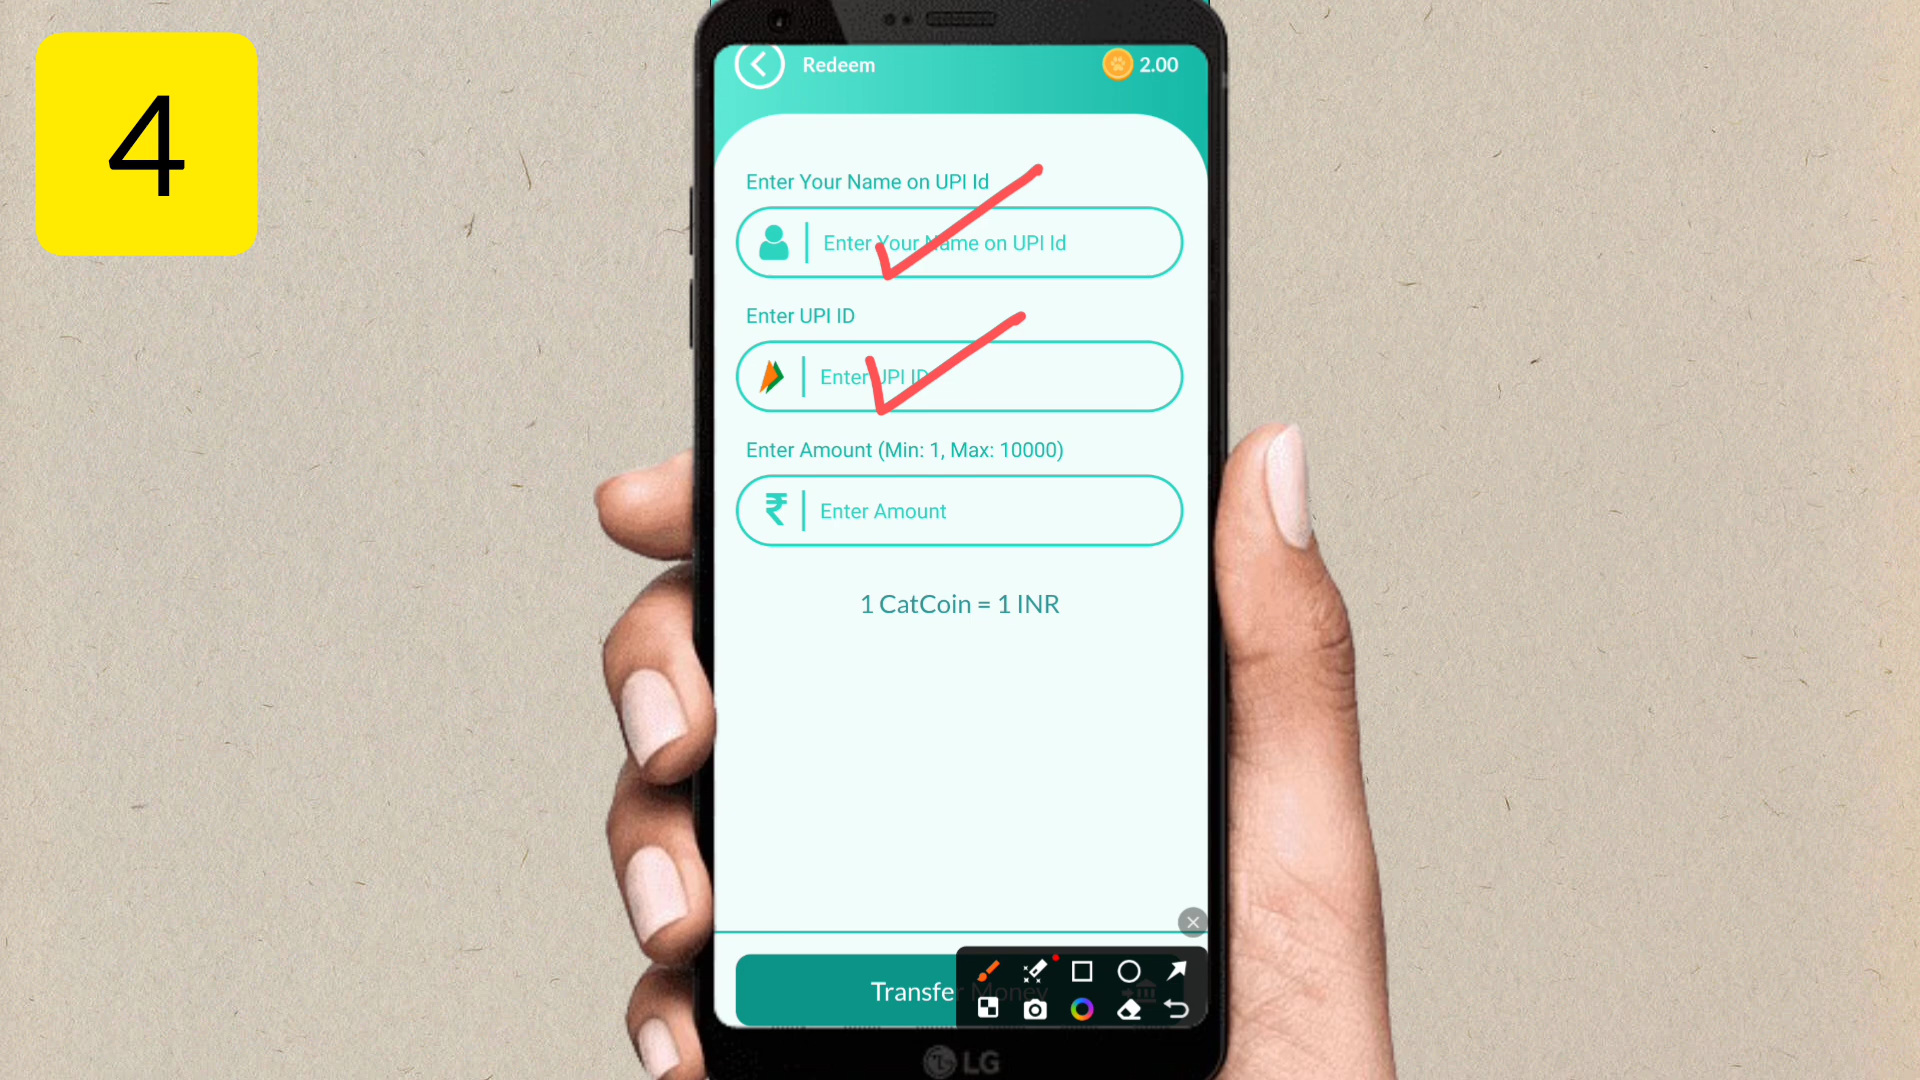 4
Redeem
2.00
Enter Your Name on UPI Id
Enter Your Name on UPI Id
Enter UPI ID
Enter UPI ID
Enter Amount (Min: 1, Max: 10000)
₹ Enter Amount
1 CatCoin = 1 INR
Transfer Money
LG